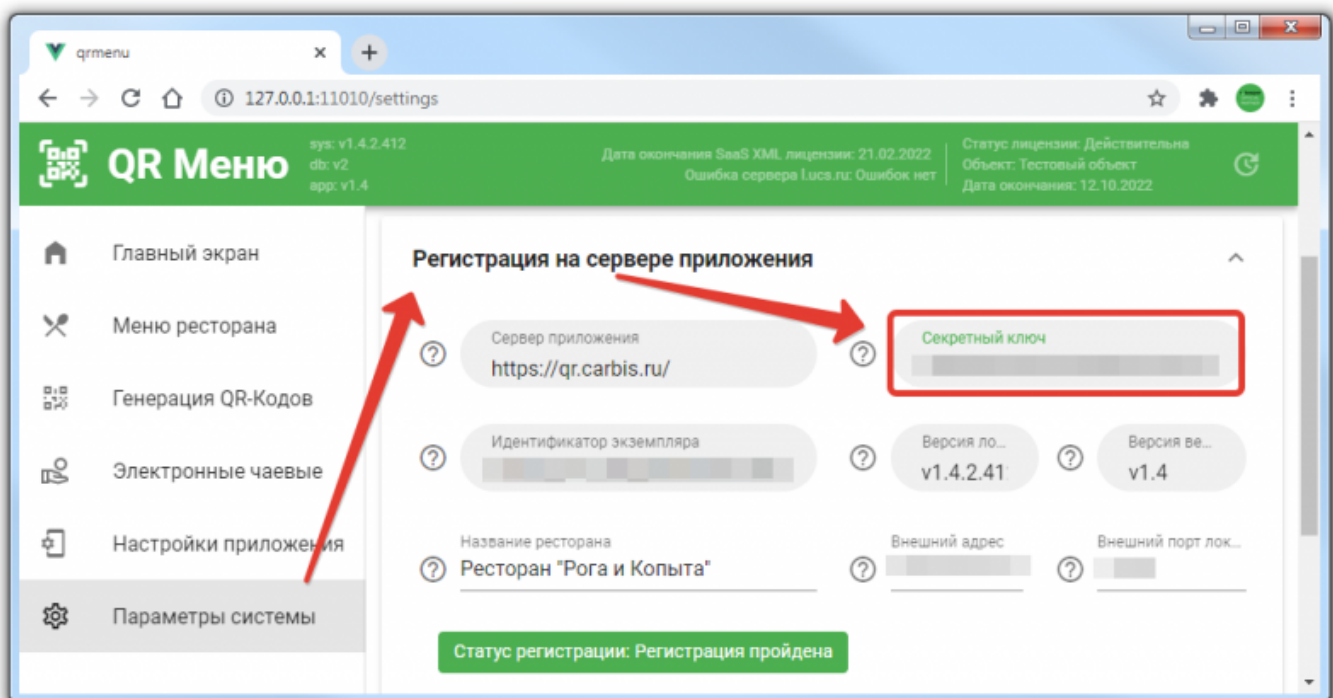 qrmenu
127.0.0.1:11010/settings
QR Меню
sys: v1.4.2.412
db: v2
app: v1.4
Дата окончания SaaS XML лицензии: 21.02.2022
Ошибка сервера l.ucs.ru: Ошибок нет
Статус лицензии: Действительна
Объект: Тестовый объект
Дата окончания: 12.10.2022
Главный экран
Меню ресторана
Генерация QR-Кодов
Электронные чаевые
Настройки приложения
Параметры системы
Регистрация на сервере приложения
Сервер приложения
https://qr.carbis.ru/
Секретный ключ
Идентификатор экземпляра
Версия ло...
v1.4.2.41
Версия ве...
v1.4
Название ресторана
Ресторан "Рога и Копыта"
Внешний адрес
Внешний порт лок...
Статус регистрации: Регистрация пройдена